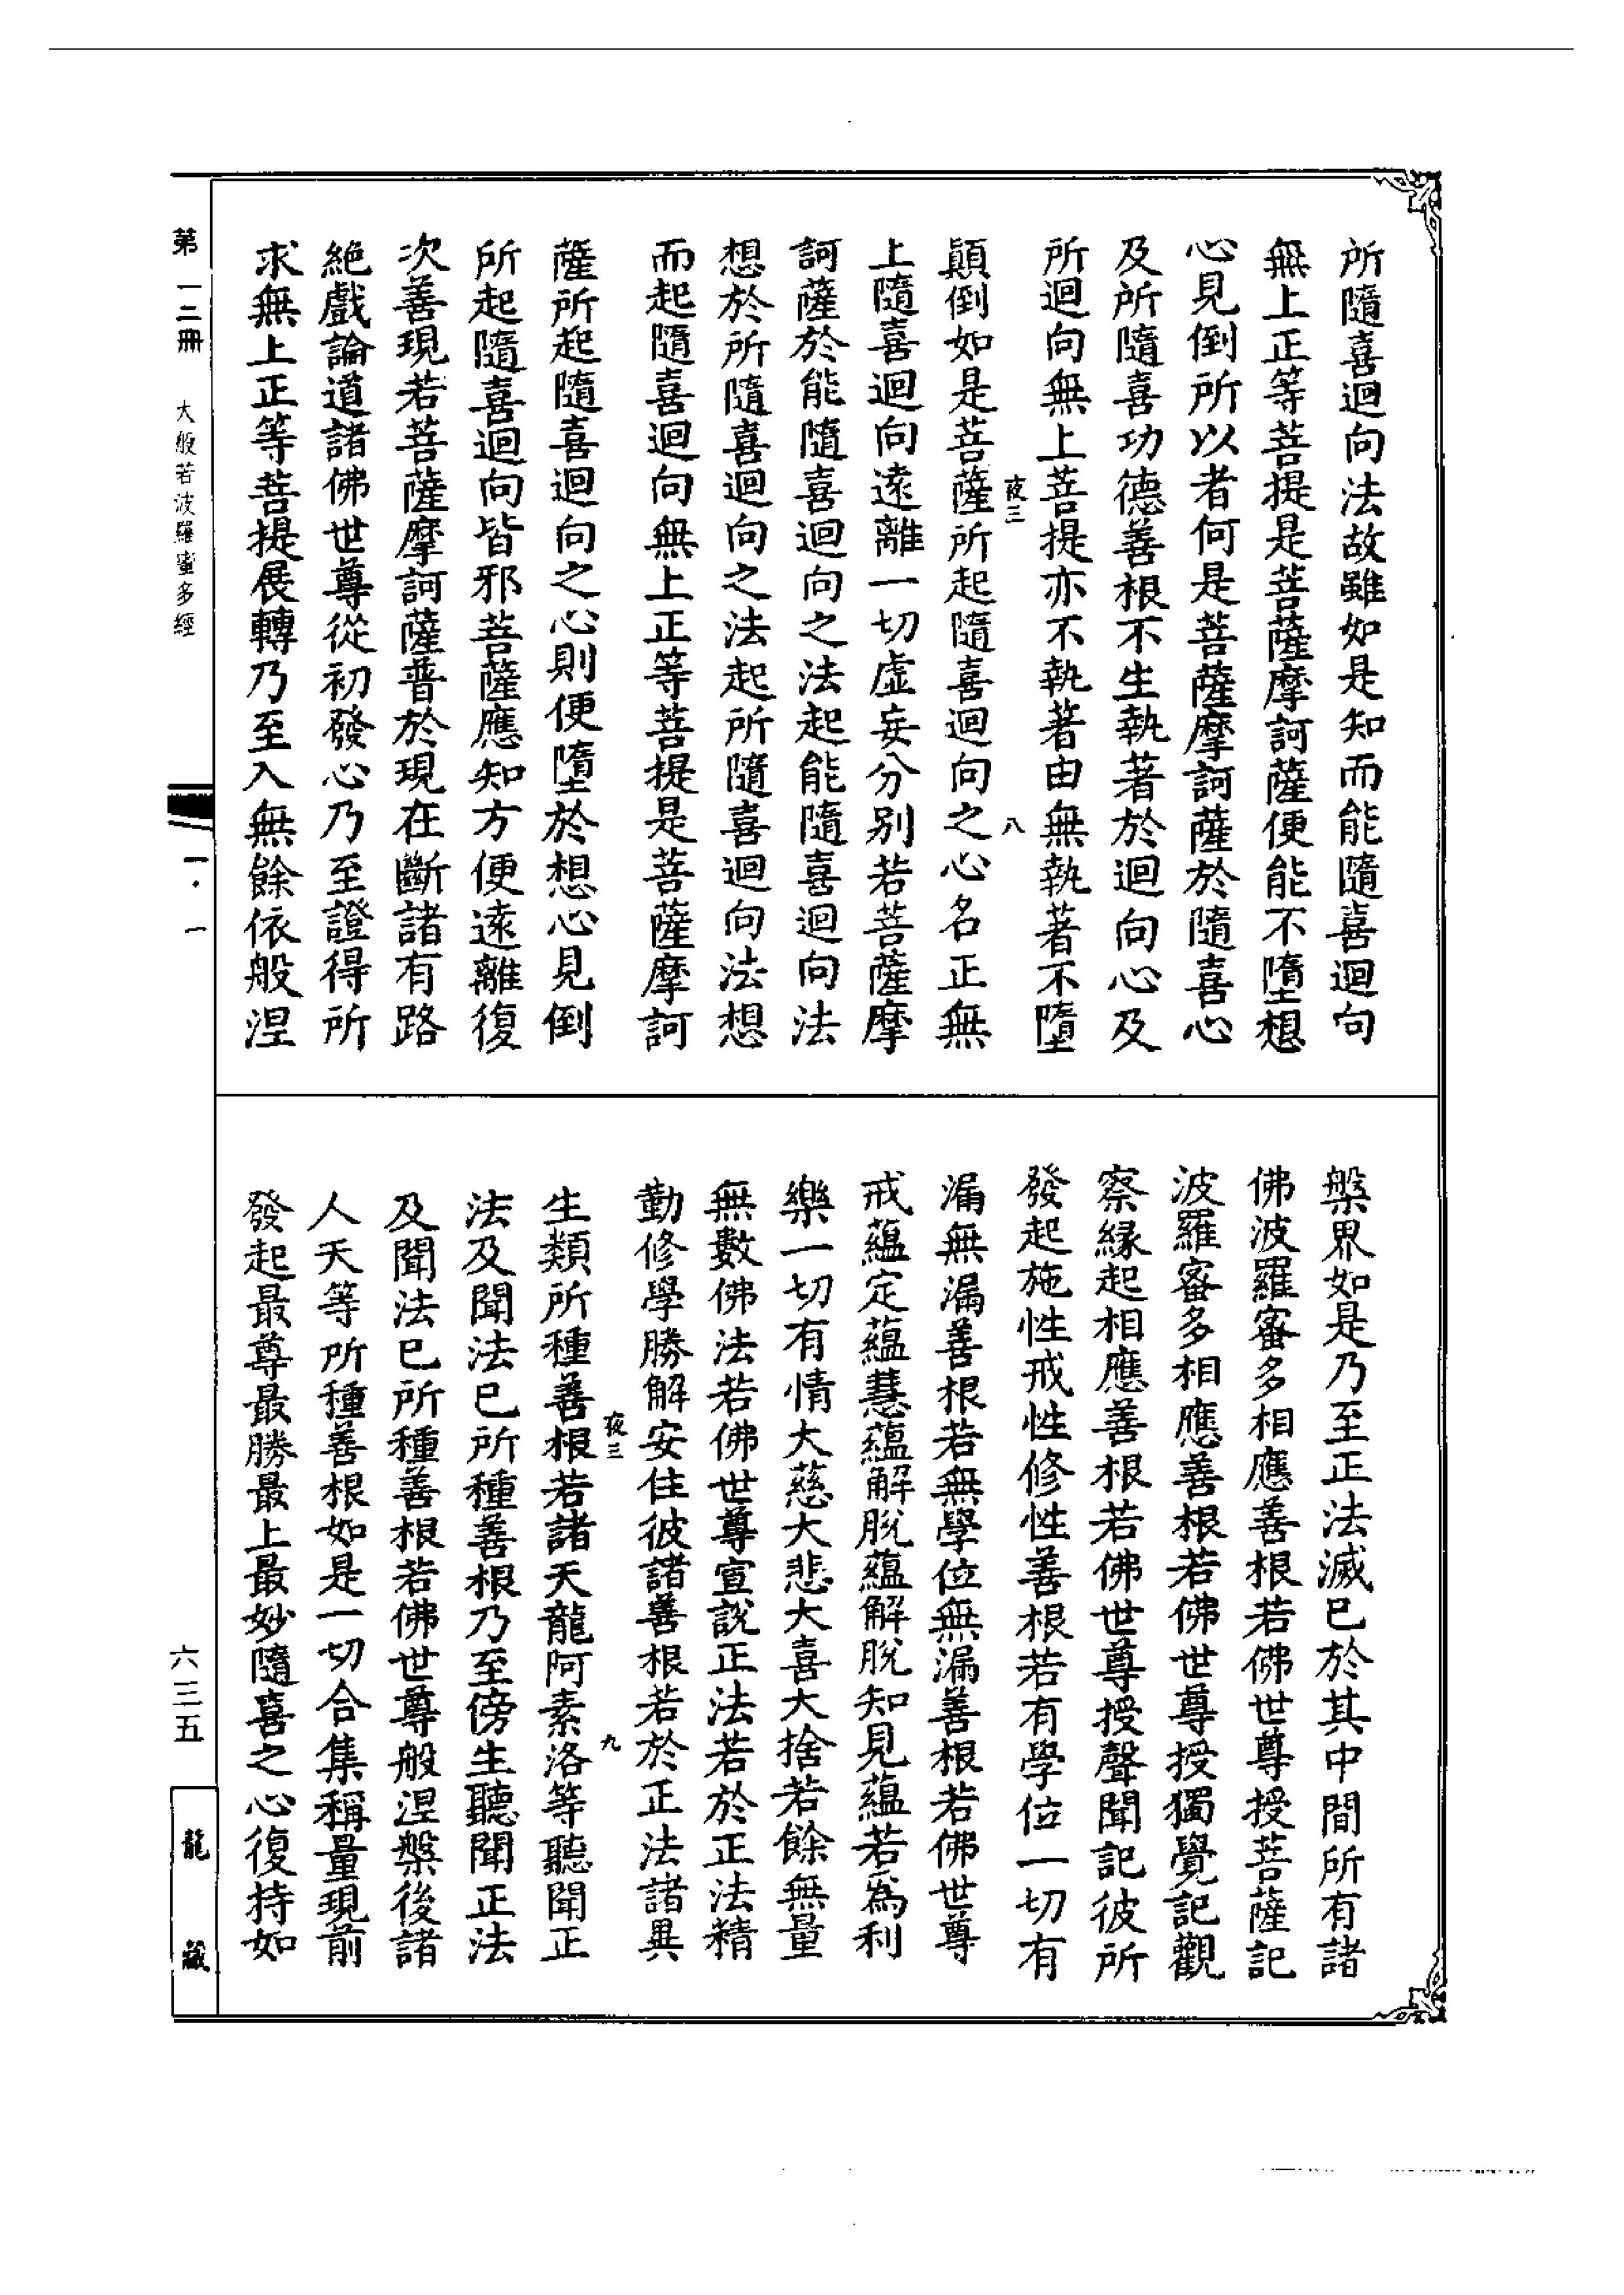 所隨喜迴向法故雖如是知而能隨喜迴向
無上正等菩提是菩薩摩訶薩便能不墮想
心見倒所以者何是菩薩摩訶薩於隨喜心
及所隨喜功德善根不生執著於迴向心及
所迴向無上菩提亦不執著由無執著不墮
夜三 八
顛倒如是菩薩所起隨喜迴向之心名正無
上隨喜迴向遠離一切虛妄分別若菩薩摩
訶薩於能隨喜迴向之法起能隨喜迴向法
想於所隨喜迴向之法起所隨喜迴向法想
而起隨喜迴向無上正等菩提是菩薩摩訶
薩所起隨喜迴向之心則便墮於想心見倒
所起隨喜迴向皆邪菩薩應知方便遠離復
次善現若菩薩摩訶薩普於現在斷諸有路
絕戲論道諸佛世尊從初發心乃至證得所
求無上正等菩提展轉乃至入無餘依般涅
槃界如是乃至正法滅已於其中間所有諸
佛波羅蜜多相應善根若佛世尊授菩薩記
波羅蜜多相應善根若佛世尊授獨覺記觀
察緣起相應善根若佛世尊授聲聞記彼所
發起施性戒性修性善根若有學位一切有
漏無漏善根若無學位無漏善根若佛世尊
戒蘊定蘊慧蘊解脫蘊解脫知見蘊若為利
樂一切有情大慈大悲大喜大捨若餘無量
無數佛法若佛世尊宣說正法若於正法精
勤修學勝解安住彼諸善根若於正法諸異
夜三 九
生類所種善根若諸天龍阿素洛等聽聞正
法及聞法已所種善根乃至傍生聽聞正法
及聞法已所種善根若佛世尊般涅槃後諸
人天等所種善根如是一切合集稱量現前
發起最尊最勝最上最妙隨喜之心復持如
第一二冊 大般若波羅蜜多經
一·一
六三五
龍藏